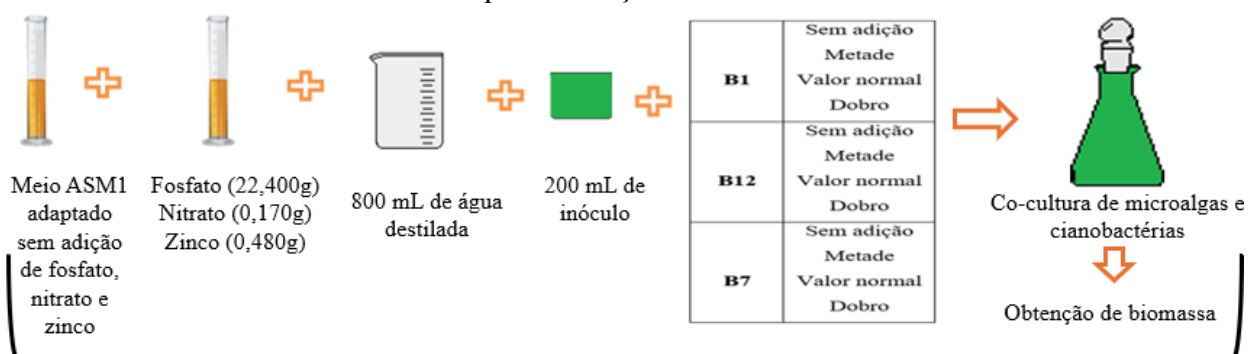 Meio ASM1
adaptado
sem adição
de fosfato,
nitrato e
zinco
Fosfato (22,400g)
Nitrato (0,170g)
Zinco (0,480g)
800 mL de água
destilada
200 mL de
inóculo
B1
Sem adição
Metade
Valor normal
Dobro
B12
Sem adição
Metade
Valor normal
Dobro
B7
Sem adição
Metade
Valor normal
Dobro
Co-cultura de microalgas e
cianobactérias
Obtenção de biomassa